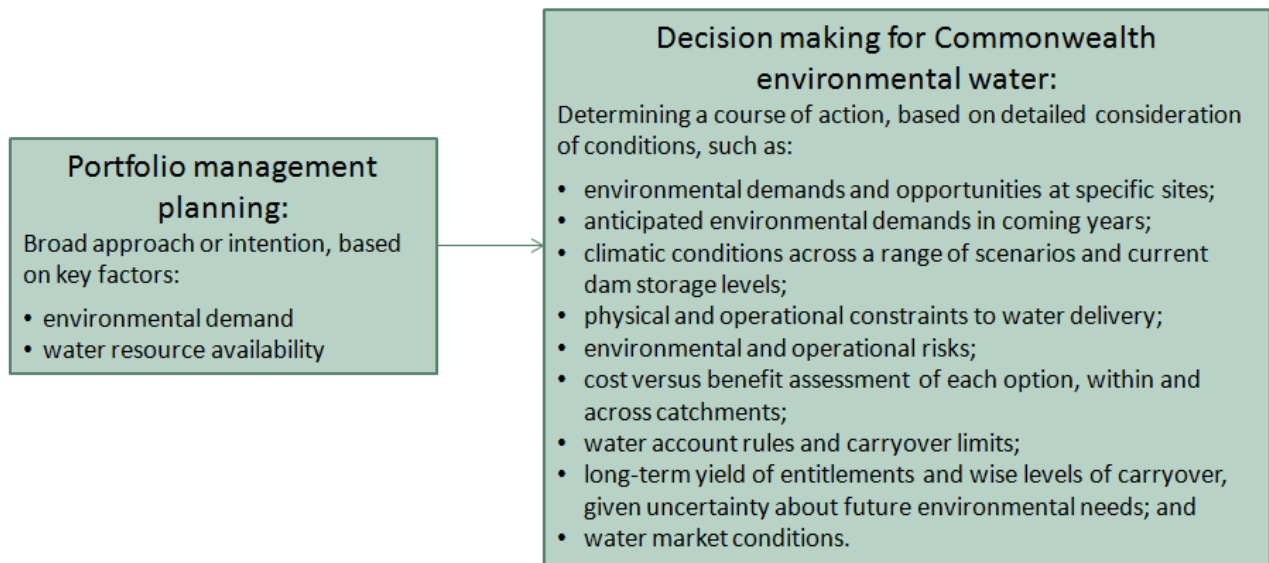 Portfolio management
planning:
Broad approach or intention, based
on key factors:
• environmental demand
• water resource availability
Decision making for Commonwealth
environmental water:
Determining a course of action, based on detailed consideration
of conditions, such as:
• environmental demands and opportunities at specific sites;
• anticipated environmental demands in coming years;
• climatic conditions across a range of scenarios and current
dam storage levels;
• physical and operational constraints to water delivery;
• environmental and operational risks;
• cost versus benefit assessment of each option, within and
across catchments;
• water account rules and carryover limits;
• long-term yield of entitlements and wise levels of carryover,
given uncertainty about future environmental needs; and
• water market conditions.